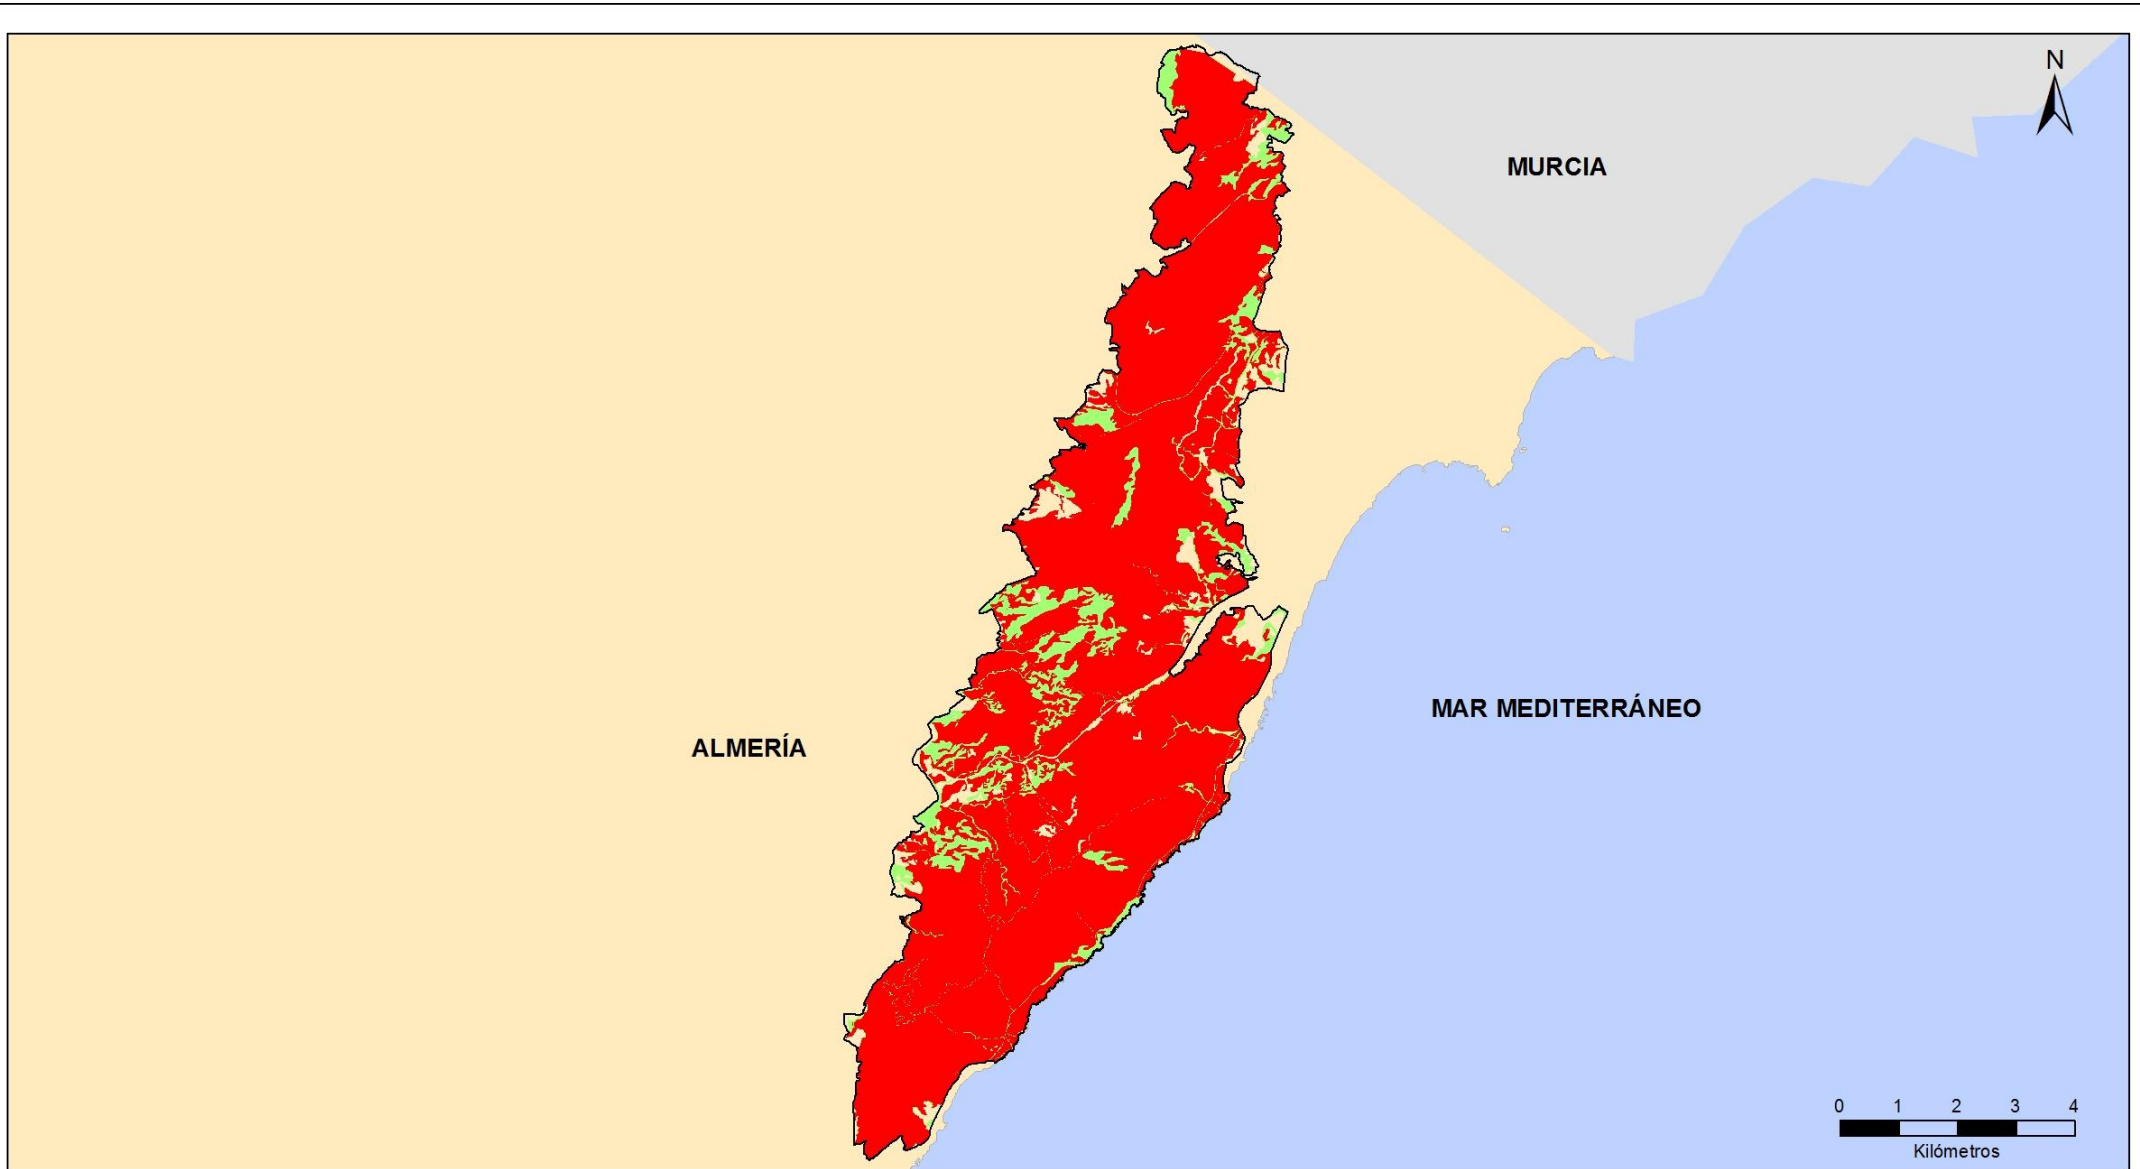 N
MURCIA
MAR MEDITERRÁNEO
ALMERÍA
0 1 2 3 4
Kilómetros